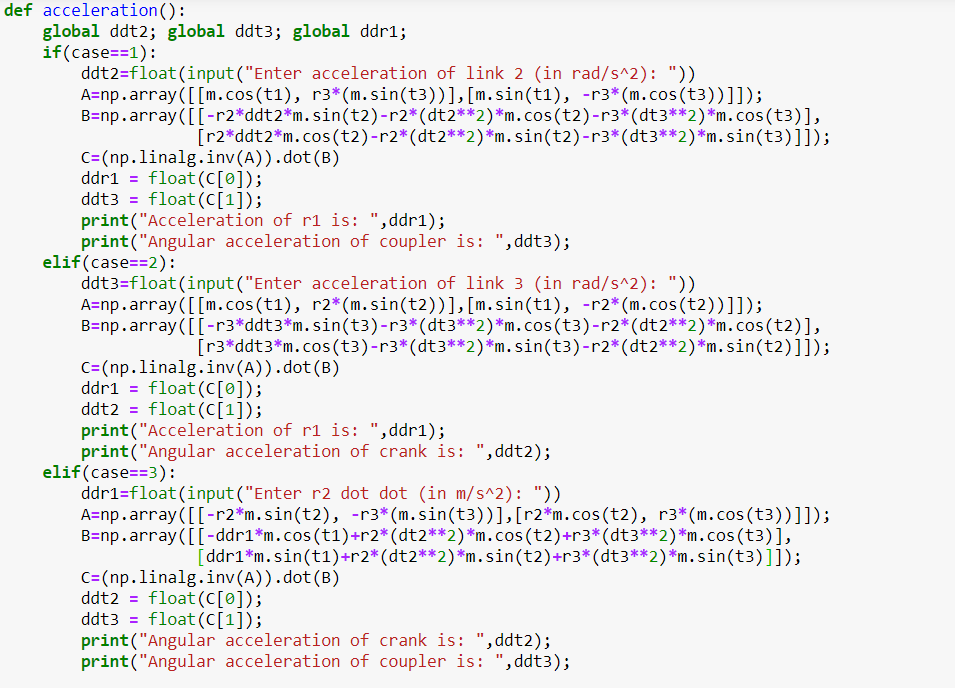 def acceleration():
    global ddt2; global ddt3; global ddr1;
    if(case==1):
        ddt2=float(input("Enter acceleration of link 2 (in rad/s^2): "))
        A=np.array([[m.cos(t1), r3*(m.sin(t3))],[m.sin(t1), -r3*(m.cos(t3))]]);
        B=np.array([[-r2*ddt2*m.sin(t2)-r2*(dt2**2)*m.cos(t2)-r3*(dt3**2)*m.cos(t3)],
                    [r2*ddt2*m.cos(t2)-r2*(dt2**2)*m.sin(t2)-r3*(dt3**2)*m.sin(t3)]]);
        C=(np.linalg.inv(A)).dot(B)
        ddr1 = float(C[0]);
        ddt3 = float(C[1]);
        print("Acceleration of r1 is: ",ddr1);
        print("Angular acceleration of coupler is: ",ddt3);
    elif(case==2):
        ddt3=float(input("Enter acceleration of link 3 (in rad/s^2): "))
        A=np.array([[m.cos(t1), r2*(m.sin(t2))],[m.sin(t1), -r2*(m.cos(t2))]]);
        B=np.array([[-r3*ddt3*m.sin(t3)-r3*(dt3**2)*m.cos(t3)-r2*(dt2**2)*m.cos(t2)],
                    [r3*ddt3*m.cos(t3)-r3*(dt3**2)*m.sin(t3)-r2*(dt2**2)*m.sin(t2)]]);
        C=(np.linalg.inv(A)).dot(B)
        ddr1 = float(C[0]);
        ddt2 = float(C[1]);
        print("Acceleration of r1 is: ",ddr1);
        print("Angular acceleration of crank is: ",ddt2);
    elif(case==3):
        ddr1=float(input("Enter r2 dot dot (in m/s^2): "))
        A=np.array([[-r2*m.sin(t2), -r3*(m.sin(t3))],[r2*m.cos(t2), r3*(m.cos(t3))]]);
        B=np.array([[-ddr1*m.cos(t1)+r2*(dt2**2)*m.cos(t2)+r3*(dt3**2)*m.cos(t3)],
                    [ddr1*m.sin(t1)+r2*(dt2**2)*m.sin(t2)+r3*(dt3**2)*m.sin(t3)]]);
        C=(np.linalg.inv(A)).dot(B)
        ddt2 = float(C[0]);
        ddt3 = float(C[1]);
        print("Angular acceleration of crank is: ",ddt2);
        print("Angular acceleration of coupler is: ",ddt3);